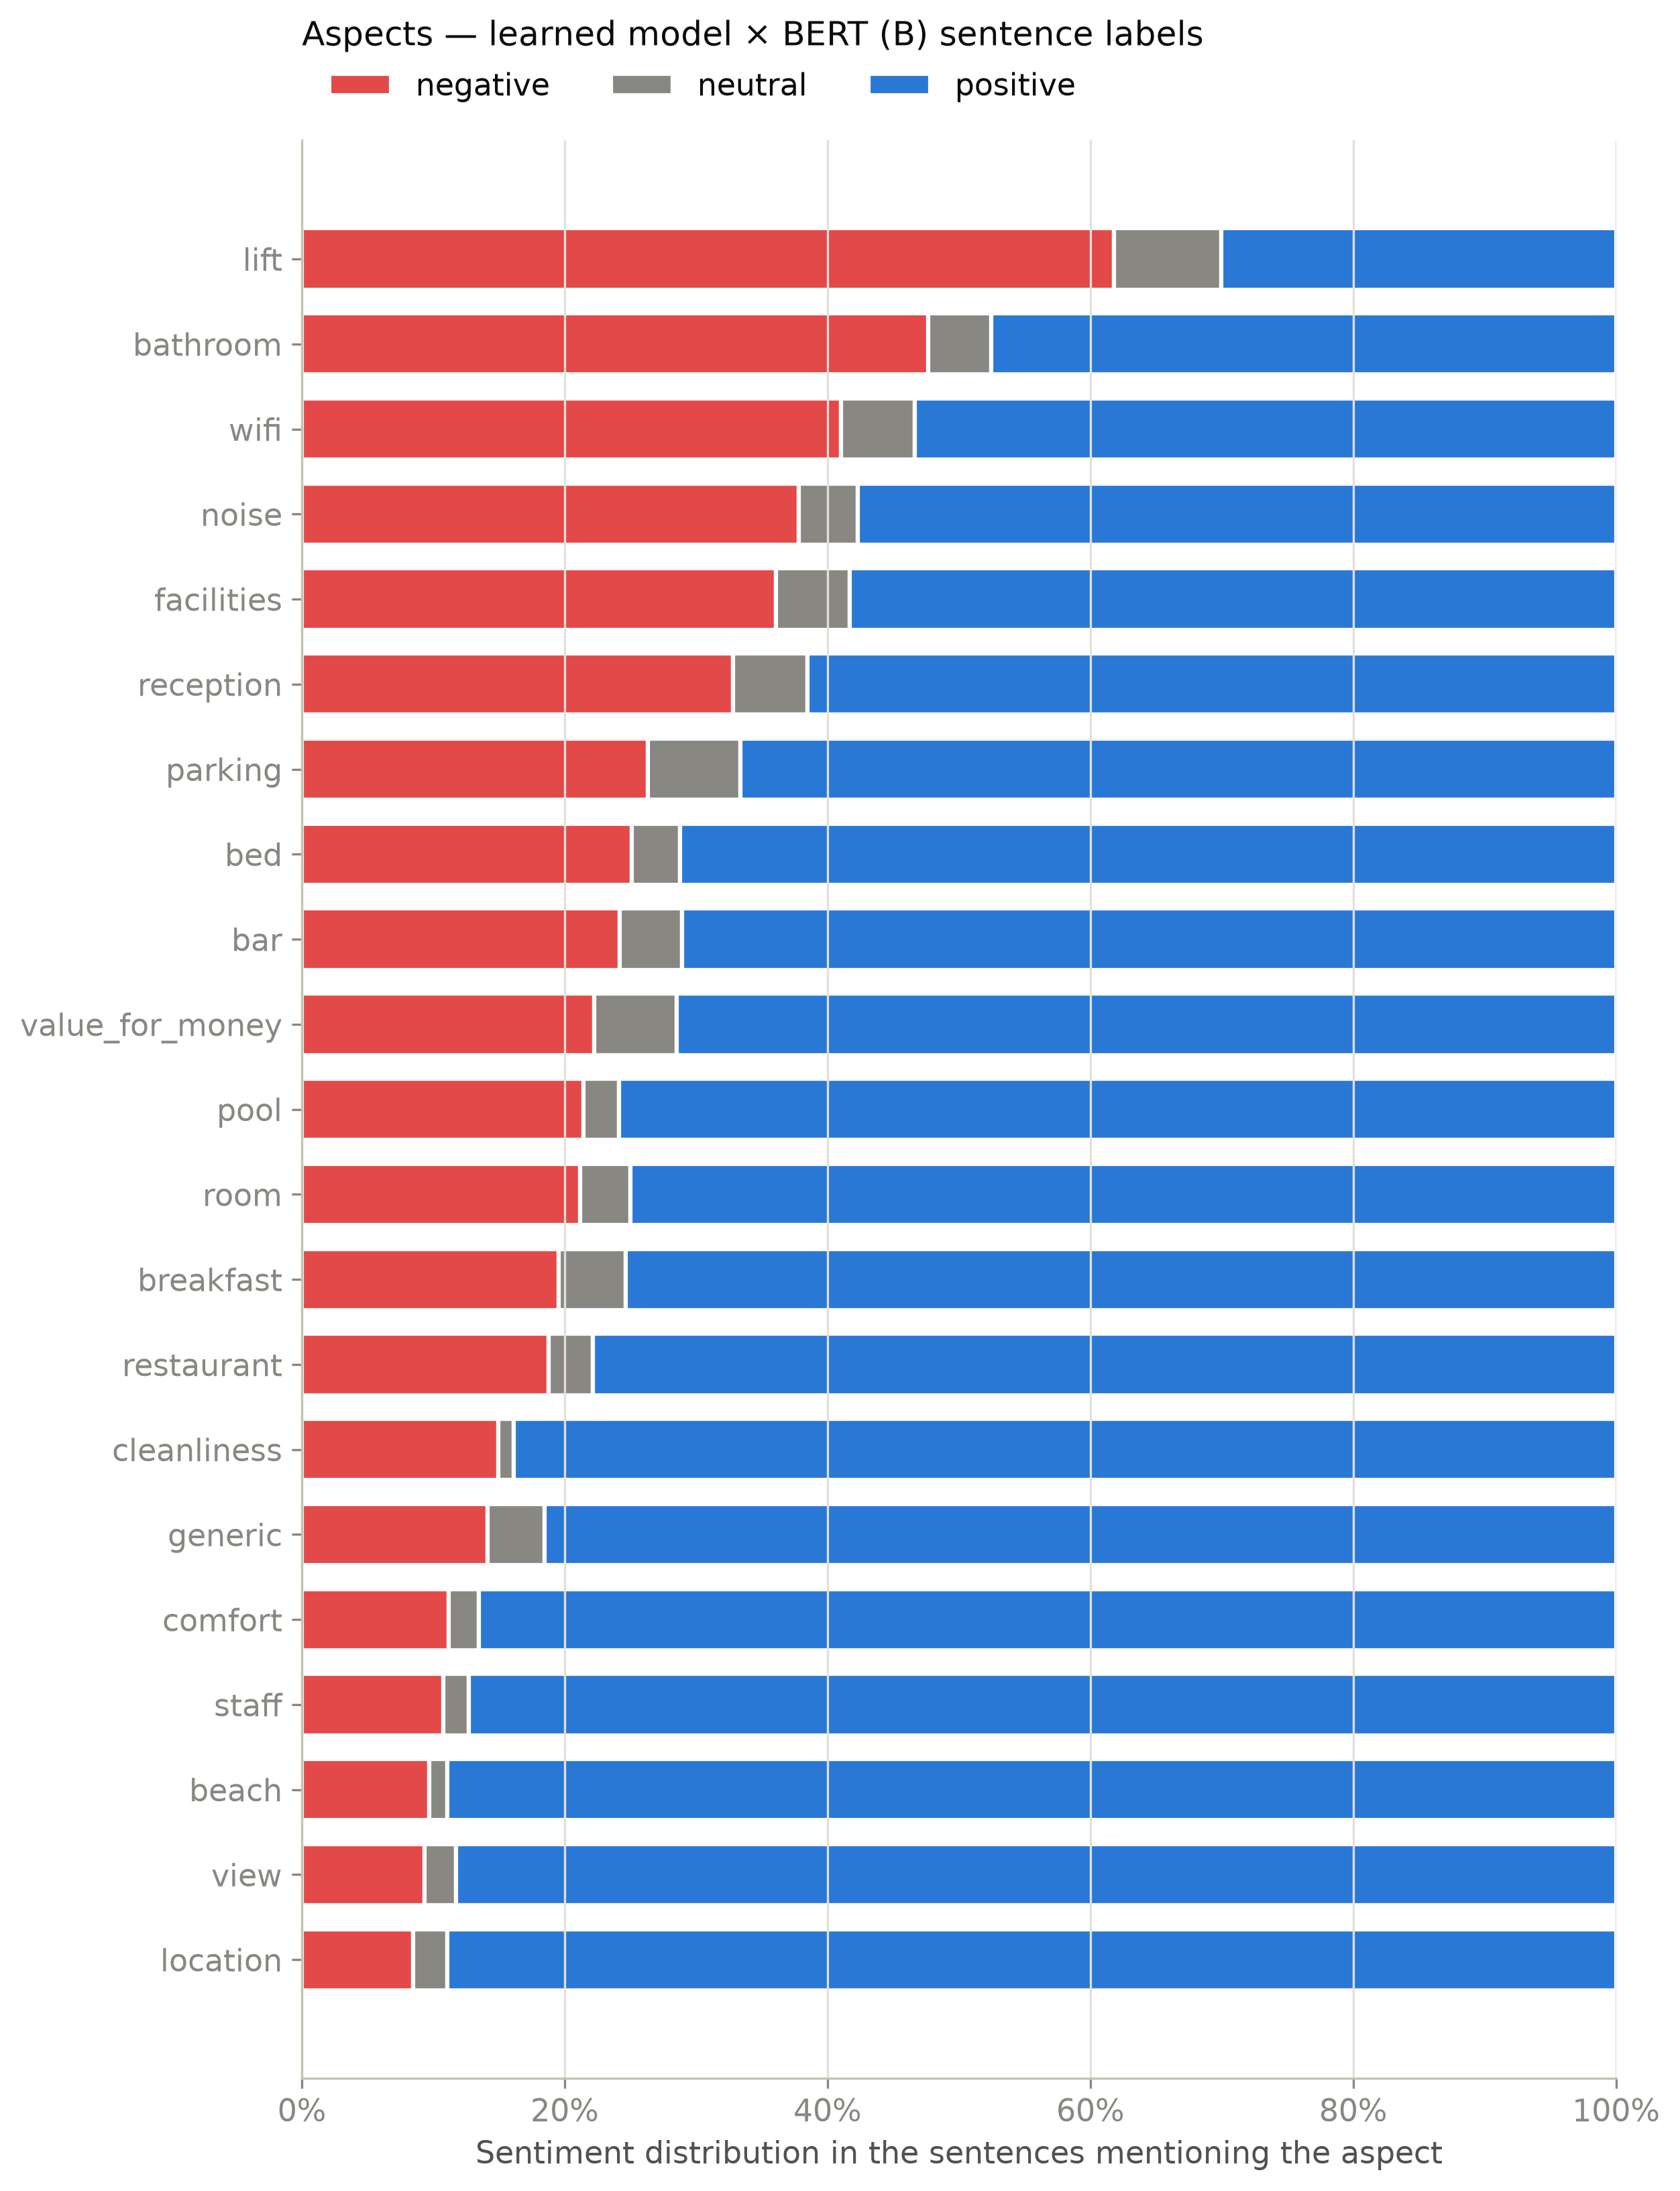 Aspects — learned model × BERT (B) sentence labels
negative neutral positive
lift
bathroom
wifi
noise
facilities
reception
parking
bed
bar
value_for_money
pool
room
breakfast
restaurant
cleanliness
generic
comfort
staff
beach
view
location
0% 20% 40% 60% 80% 100%
Sentiment distribution in the sentences mentioning the aspect